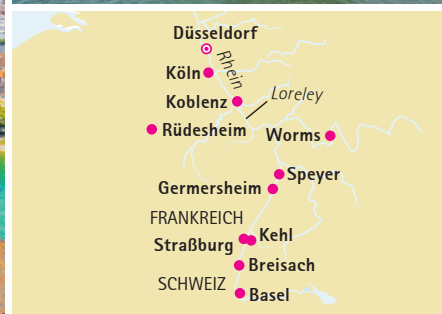 Düsseldorf
Rhein
Köln
Koblenz
Loreley
Rüdesheim
Worms
Speyer
Germersheim
FRANKREICH
Kehl
Straßburg
Breisach
SCHWEIZ
Basel